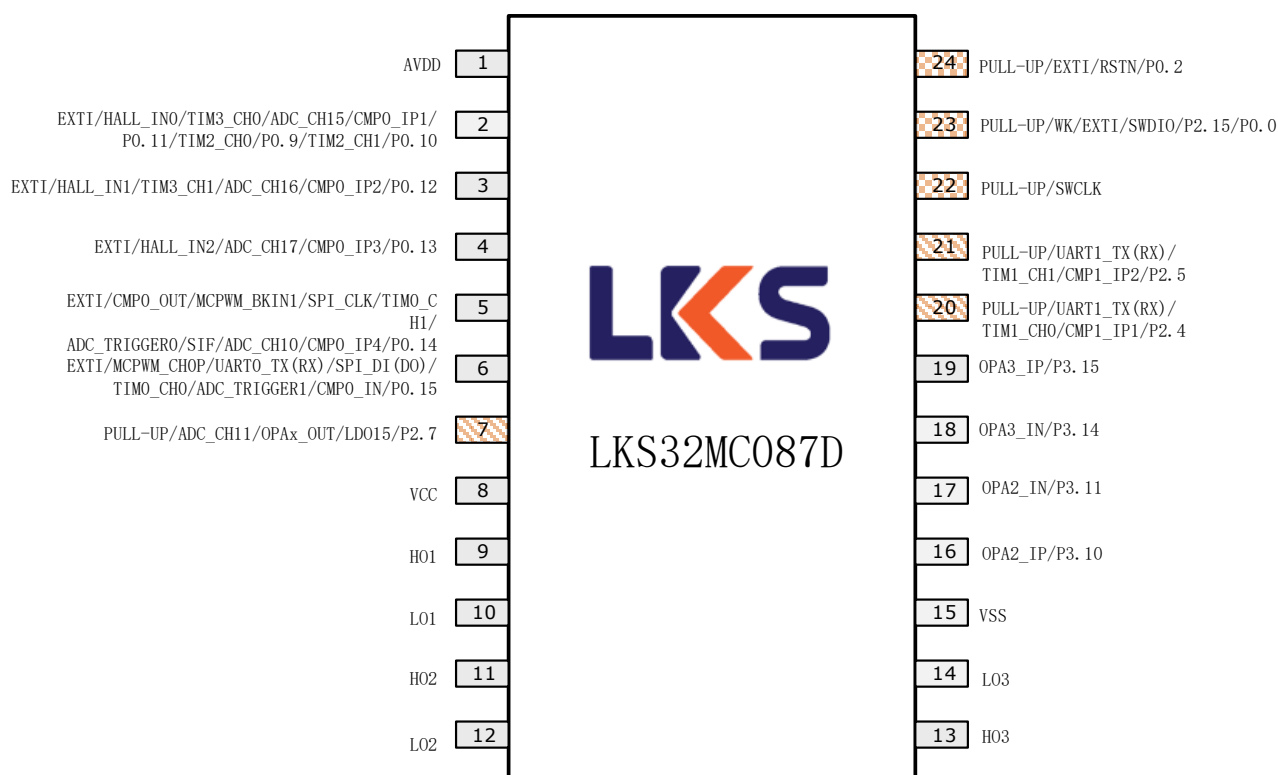 AVDD
1
EXTI/HALL_IN0/TIM3_CH0/ADC_CH15/CMP0_IP1/
P0.11/TIM2_CH0/P0.9/TIM2_CH1/P0.10
2
EXTI/HALL_IN1/TIM3_CH1/ADC_CH16/CMP0_IP2/P0.12
3
EXTI/HALL_IN2/ADC_CH17/CMP0_IP3/P0.13
4
EXTI/CMP0_OUT/MCPWM_BKIN1/SPI_CLK/TIM0_C
H1/
ADC_TRIGGER0/SIF/ADC_CH10/CMP0_IP4/P0.14
5
EXTI/MCPWM_CH0P/UART0_TX(RX)/SPI_DI(DO)/
TIM0_CH0/ADC_TRIGGER1/CMP0_IN/P0.15
6
PULL-UP/ADC_CH11/OPAx_OUT/LDO15/P2.7
7
VCC
8
HO1
9
LO1
10
HO2
11
LO2
12
LKS
LKS32MC087D
24
PULL-UP/EXTI/RSTN/P0.2
23
PULL-UP/WK/EXTI/SWDIO/P2.15/P0.0
22
PULL-UP/SWCLK
21
PULL-UP/UART1_TX(RX)/
TIM1_CH1/CMP1_IP2/P2.5
20
PULL-UP/UART1_TX(RX)/
TIM1_CH0/CMP1_IP1/P2.4
19
OPA3_IP/P3.15
18
OPA3_IN/P3.14
17
OPA2_IN/P3.11
16
OPA2_IP/P3.10
15
VSS
14
LO3
13
HO3